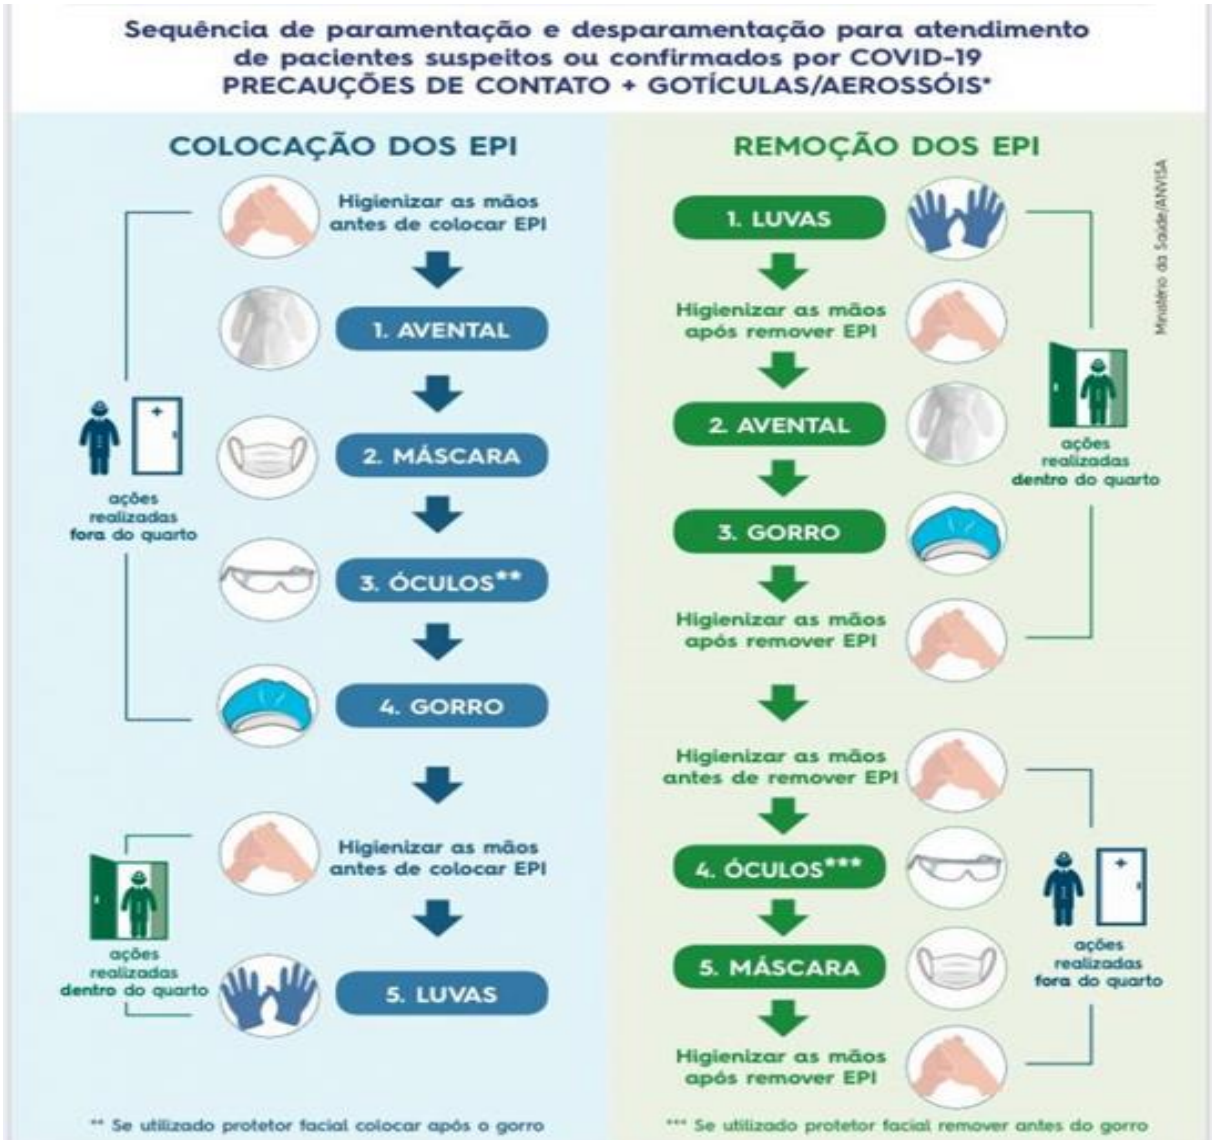 Sequência de paramentação e desparamentação para atendimento
de pacientes suspeitos ou confirmados por COVID-19
PRECAUÇÕES DE CONTATO + GOTÍCULAS/AEROSSÓIS*
COLOCAÇÃO DOS EPI
Higienizar as mãos
antes de colocar EPI
1. AVENTAL
2. MÁSCARA
3. ÓCULOS**
4. GORRO
ações
realizadas
fora do quarto
Higienizar as mãos
antes de colocar EPI
5. LUVAS
ações
realizadas
dentro do quarto
** Se utilizado protetor facial colocar após o gorro
REMOÇÃO DOS EPI
1. LUVAS
Higienizar as mãos
após remover EPI
2. AVENTAL
3. GORRO
Higienizar as mãos
após remover EPI
ações
realizadas
dentro do quarto
Higienizar as mãos
antes de remover EPI
4. ÓCULOS***
5. MÁSCARA
Higienizar as mãos
após remover EPI
ações
realizadas
fora do quarto
*** Se utilizado protetor facial remover antes do gorro
Ministério da Saúde/ANVISA